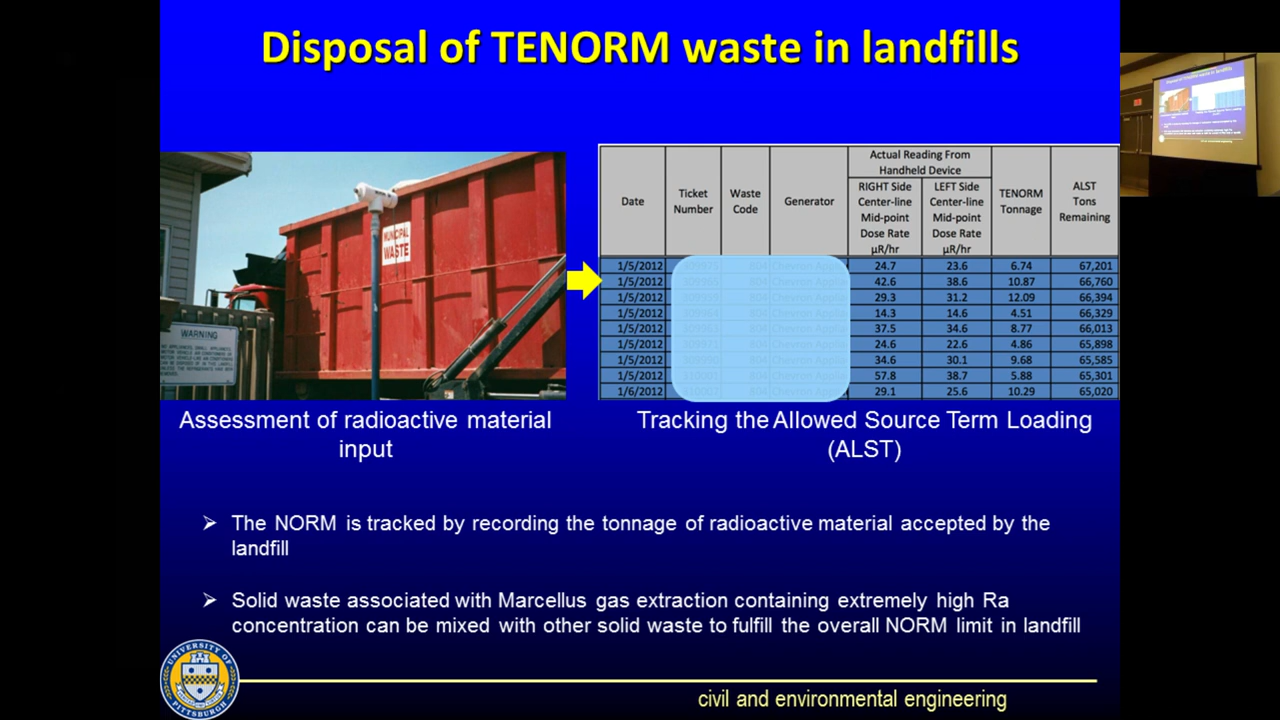 Disposal of TENORM waste in landfills
MUNICIPAL
WASTE
WARNING
Date
Ticket
Number
Waste
Code
Generator
Actual Reading From
Handheld Device
RIGHT Side
Center-line
Mid-point
Dose Rate
µR/hr
LEFT Side
Center-line
Mid-point
Dose Rate
µR/hr
TENORM
Tonnage
ALST
Tons
Remaining
1/5/2012 24.7 23.6 6.74 67,201
1/5/2012 42.6 38.6 10.87 66,760
1/5/2012 29.3 31.2 12.09 66,394
1/5/2012 14.3 14.6 4.51 66,329
1/5/2012 37.5 34.6 8.77 66,013
1/5/2012 24.6 22.6 4.86 65,898
1/5/2012 34.6 30.1 9.68 65,585
1/5/2012 57.8 38.7 5.88 65,301
1/6/2012 29.1 25.6 10.29 65,020
Assessment of radioactive material
input
Tracking the Allowed Source Term Loading
(ALST)
The NORM is tracked by recording the tonnage of radioactive material accepted by the
landfill
Solid waste associated with Marcellus gas extraction containing extremely high Ra
concentration can be mixed with other solid waste to fulfill the overall NORM limit in landfill
UNIVERSITY OF
PITTSBURGH
civil and environmental engineering